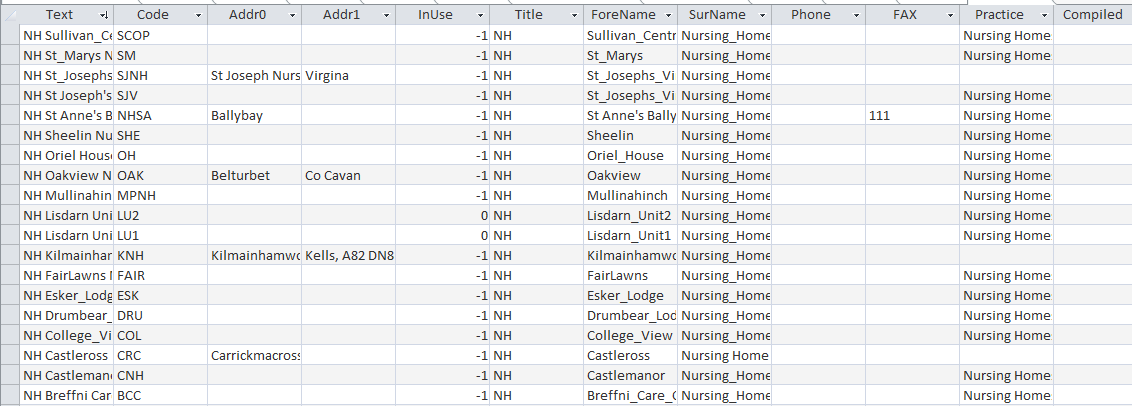 Text Code Addr0 Addr1 InUse Title ForeName SurName Phone FAX Practice Compiled
NH Sullivan_Ce SCOP -1 NH Sullivan_Centr Nursing_Home Nursing Home
NH St_Marys N SM -1 NH St_Marys Nursing_Home Nursing Home
NH St_Josephs SJNH St Joseph Nurs Virgina -1 NH St_Josephs_Vi Nursing_Home
NH St Joseph's SJV -1 NH St_Josephs_Vi Nursing_Home Nursing Home
NH St Anne's B NHSA Ballybay -1 NH St Anne's Bally Nursing_Home 111 Nursing Home
NH Sheelin Nu SHE -1 NH Sheelin Nursing_Home Nursing Home
NH Oriel Hous OH -1 NH Oriel_House Nursing_Home Nursing Home
NH Oakview N OAK Belturbet Co Cavan -1 NH Oakview Nursing_Home Nursing Home
NH Mullinahin MPNH -1 NH Mullinahinch Nursing_Home Nursing Home
NH Lisdarn Uni LU2 0 NH Lisdarn_Unit2 Nursing_Home Nursing Home
NH Lisdarn Uni LU1 0 NH Lisdarn_Unit1 Nursing_Home Nursing Home
NH Kilmainhar KNH Kilmainhamwo Kells, A82 DN8 -1 NH Kilmainhamwo Nursing_Home
NH FairLawns FAIR -1 NH FairLawns Nursing_Home Nursing Home
NH Esker_Lodg ESK -1 NH Esker_Lodge Nursing_Home Nursing Home
NH Drumbear_ DRU -1 NH Drumbear_Lod Nursing_Home Nursing Home
NH College_Vi COL -1 NH College_View Nursing_Home Nursing Home
NH Castleross CRC Carrickmacross -1 NH Castleross Nursing Home
NH Castleman CNH -1 NH Castlemanor Nursing_Home Nursing Home
NH Breffni Car BCC -1 NH Breffni_Care_C Nursing_Home Nursing Home